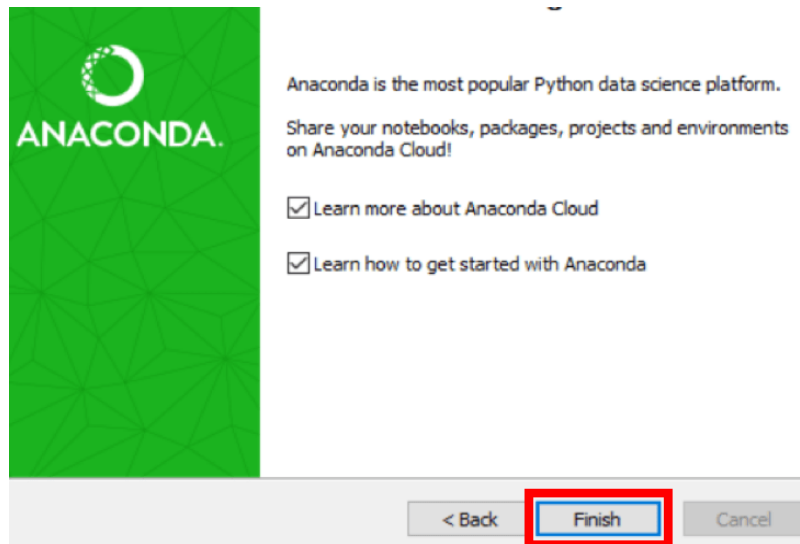 ANACONDA.
Anaconda is the most popular Python data science platform.
Share your notebooks, packages, projects and environments
on Anaconda Cloud!
Learn more about Anaconda Cloud
Learn how to get started with Anaconda
< Back
Finish
Cancel